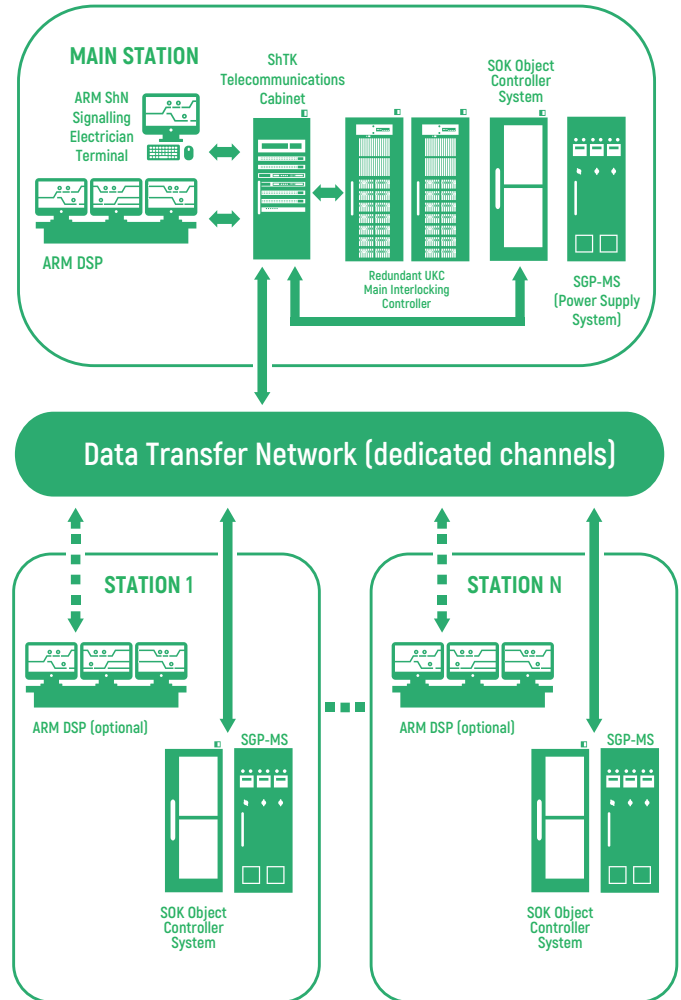 MAIN STATION
ARM ShN
Signalling
Electrician
Terminal
ARM DSP
ShTK
Telecommunications
Cabinet
Redundant UKC
Main Interlocking
Controller
SOK Object
Controller
System
SGP-MS
(Power Supply
System)
Data Transfer Network (dedicated channels)
STATION 1
ARM DSP (optional)
SGP-MS
SOK Object
Controller
System
STATION N
ARM DSP (optional)
SGP-MS
SOK Object
Controller
System